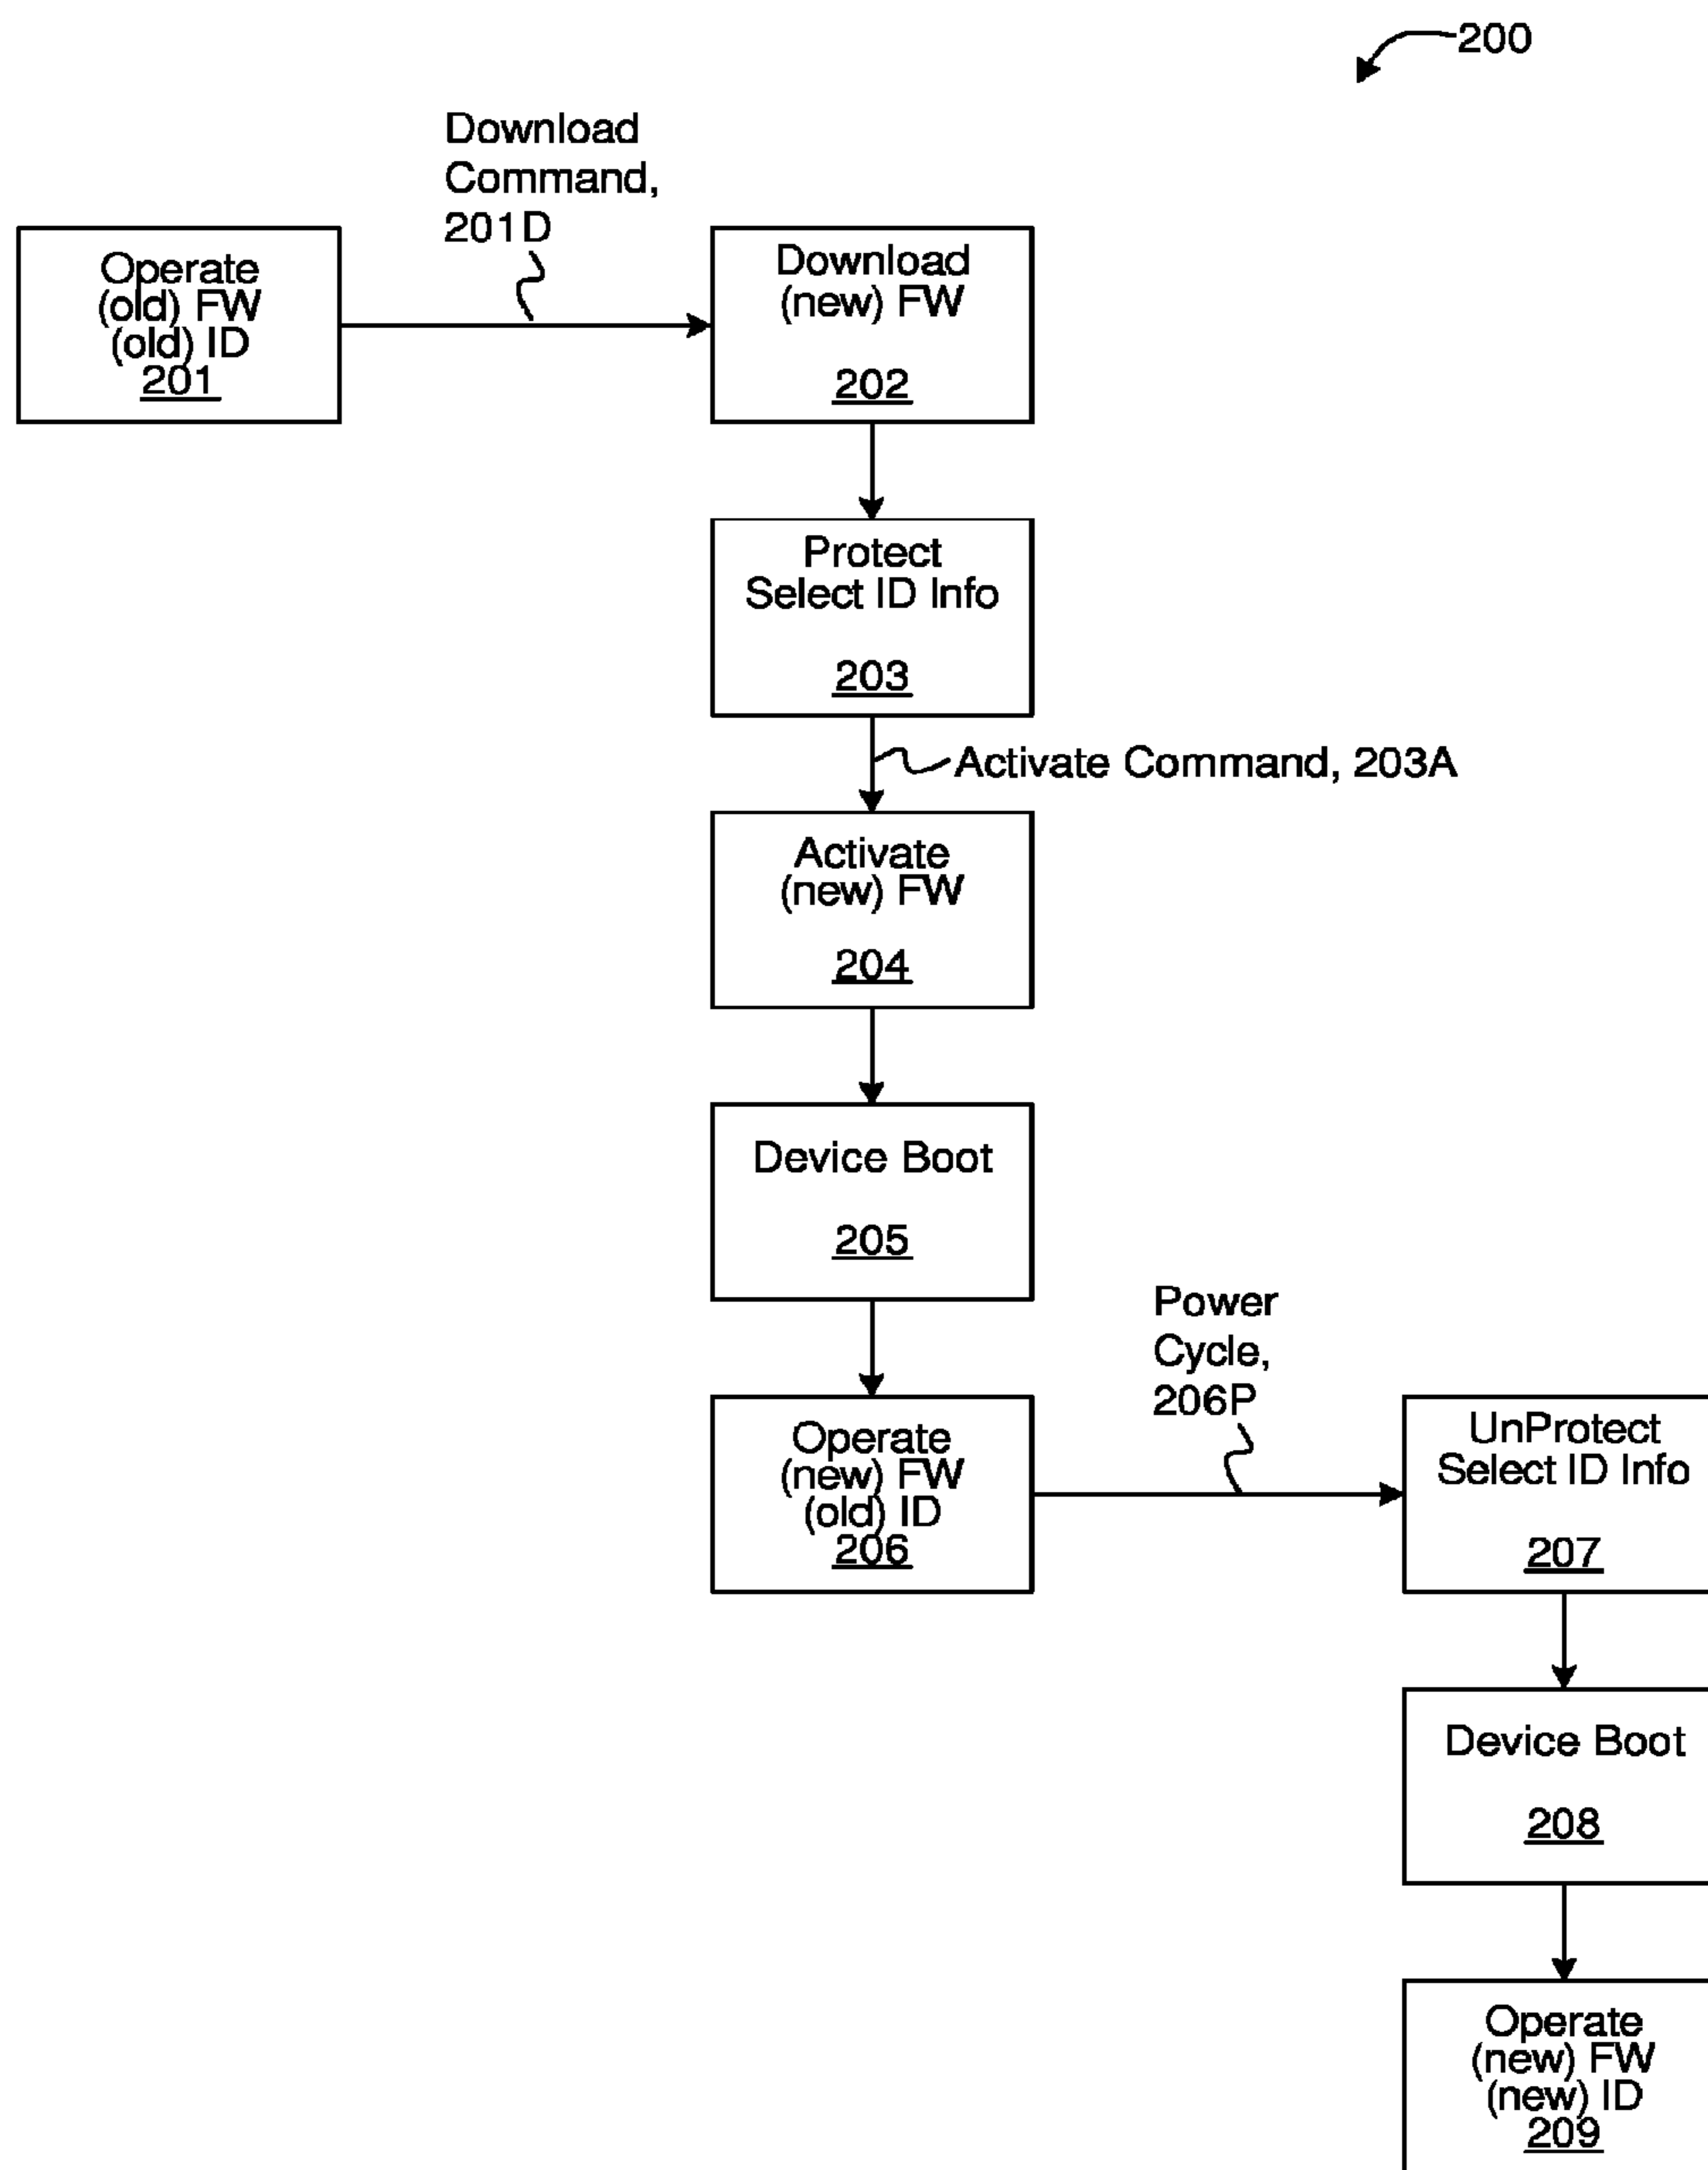 200
Download
Command,
201D
Operate
(old) FW
(old) ID
201
Download
(new) FW
202
Protect
Select ID Info
203
Activate Command, 203A
Activate
(new) FW
204
Device Boot
205
Power
Cycle,
206P
Operate
(new) FW
(old) ID
206
UnProtect
Select ID Info
207
Device Boot
208
Operate
(new) FW
(new) ID
209